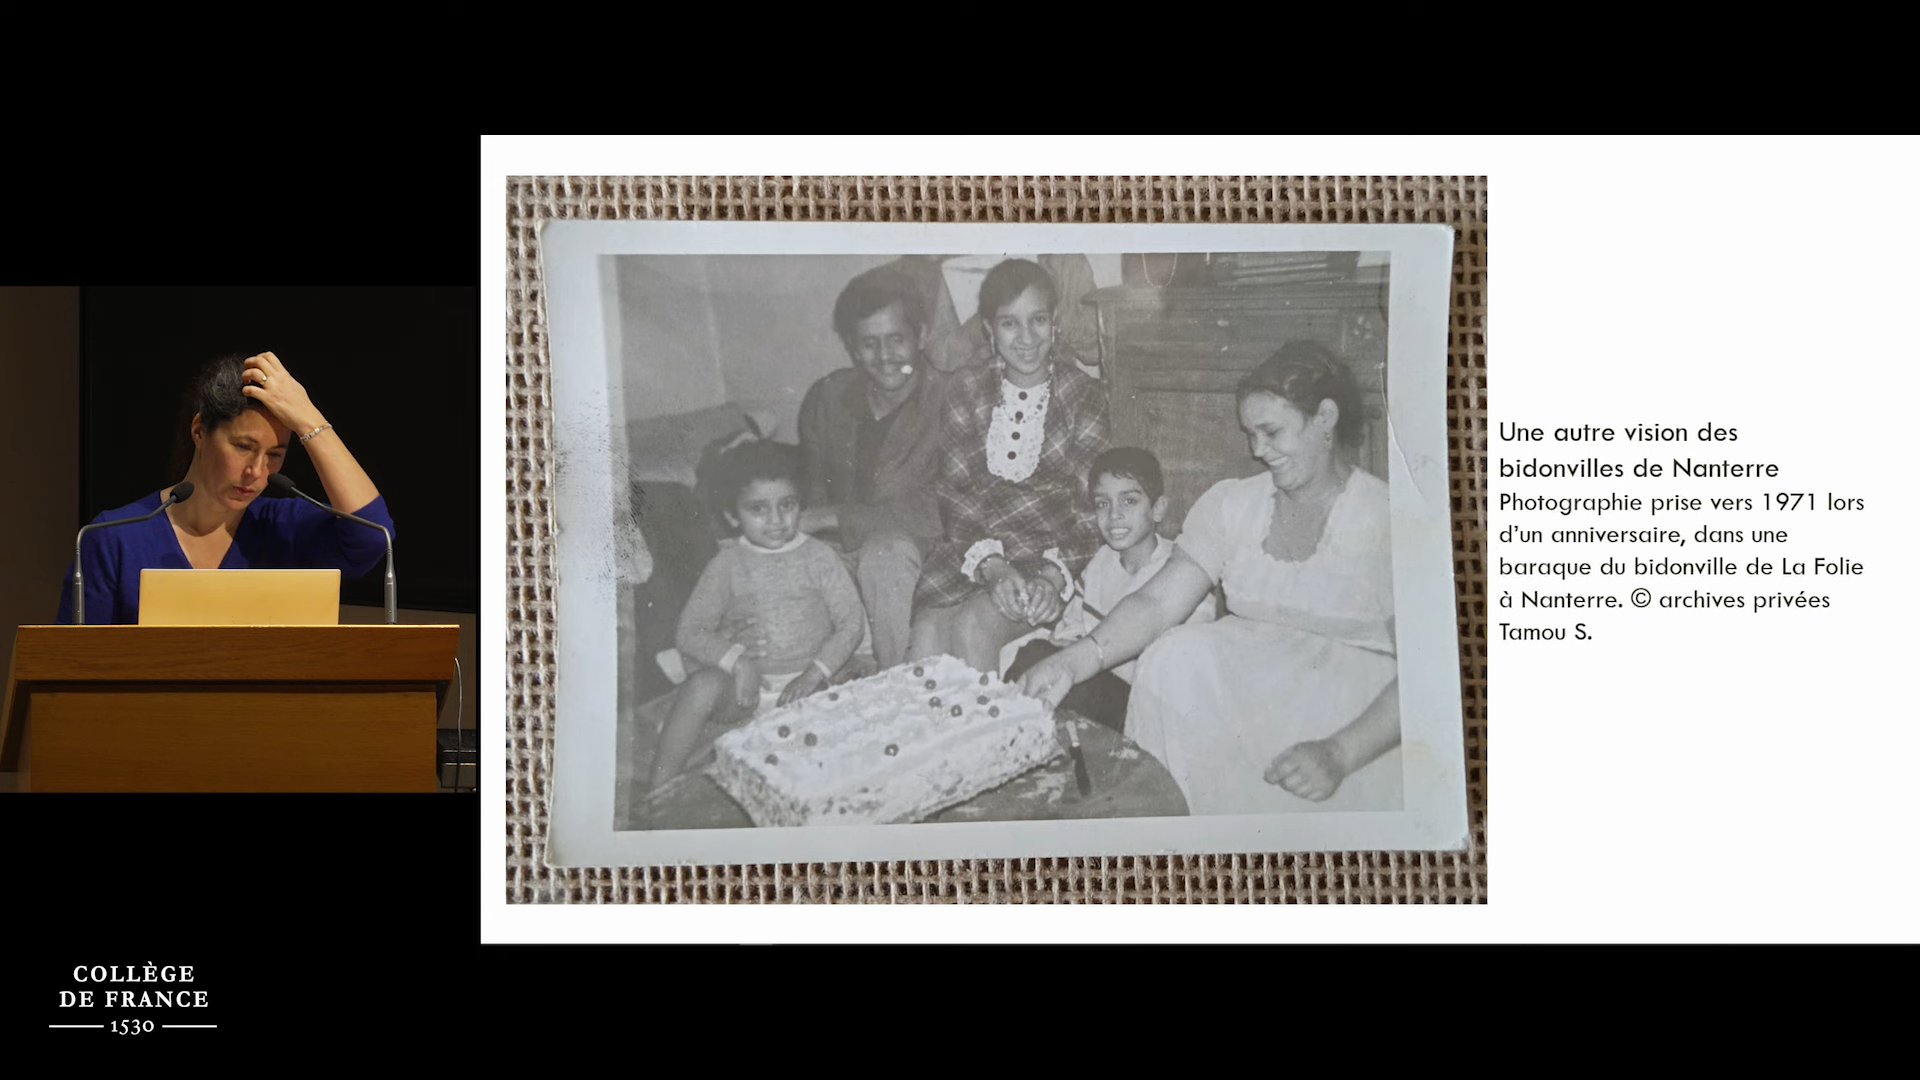 Une autre vision des
bidonvilles de Nanterre
Photographie prise vers 1971 lors
d'un anniversaire, dans une
baraque du bidonville de La Folie
à Nanterre. © archives privées
Tamou S.
COLLÈGE
DE FRANCE
1530